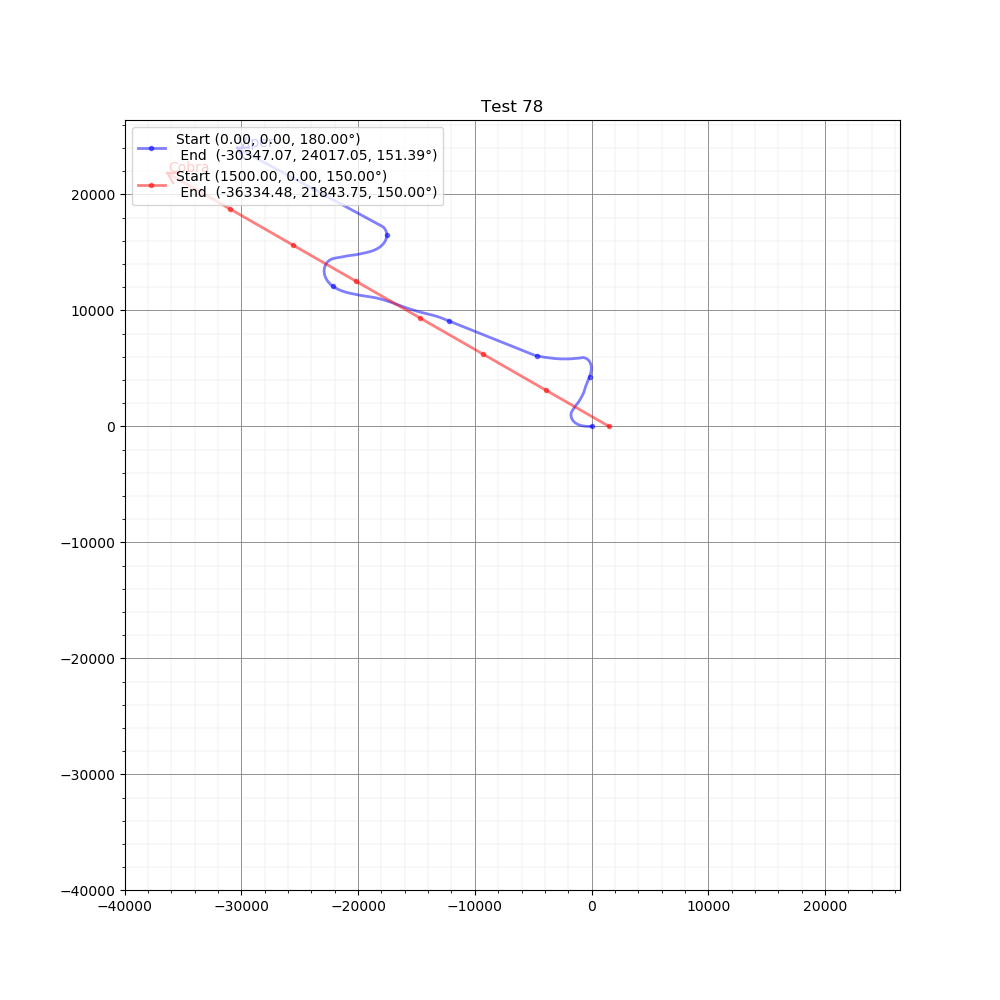 Test 78
Start (0.00, 0.00, 180.00°)
End (-30347.07, 24017.05, 151.39°)
Cobra
Start (1500.00, 0.00, 150.00°)
End (-36334.48, 21843.75, 150.00°)
20000
10000
0
−10000
−20000
−30000
−40000
−40000 −30000 −20000 −10000 0 10000 20000